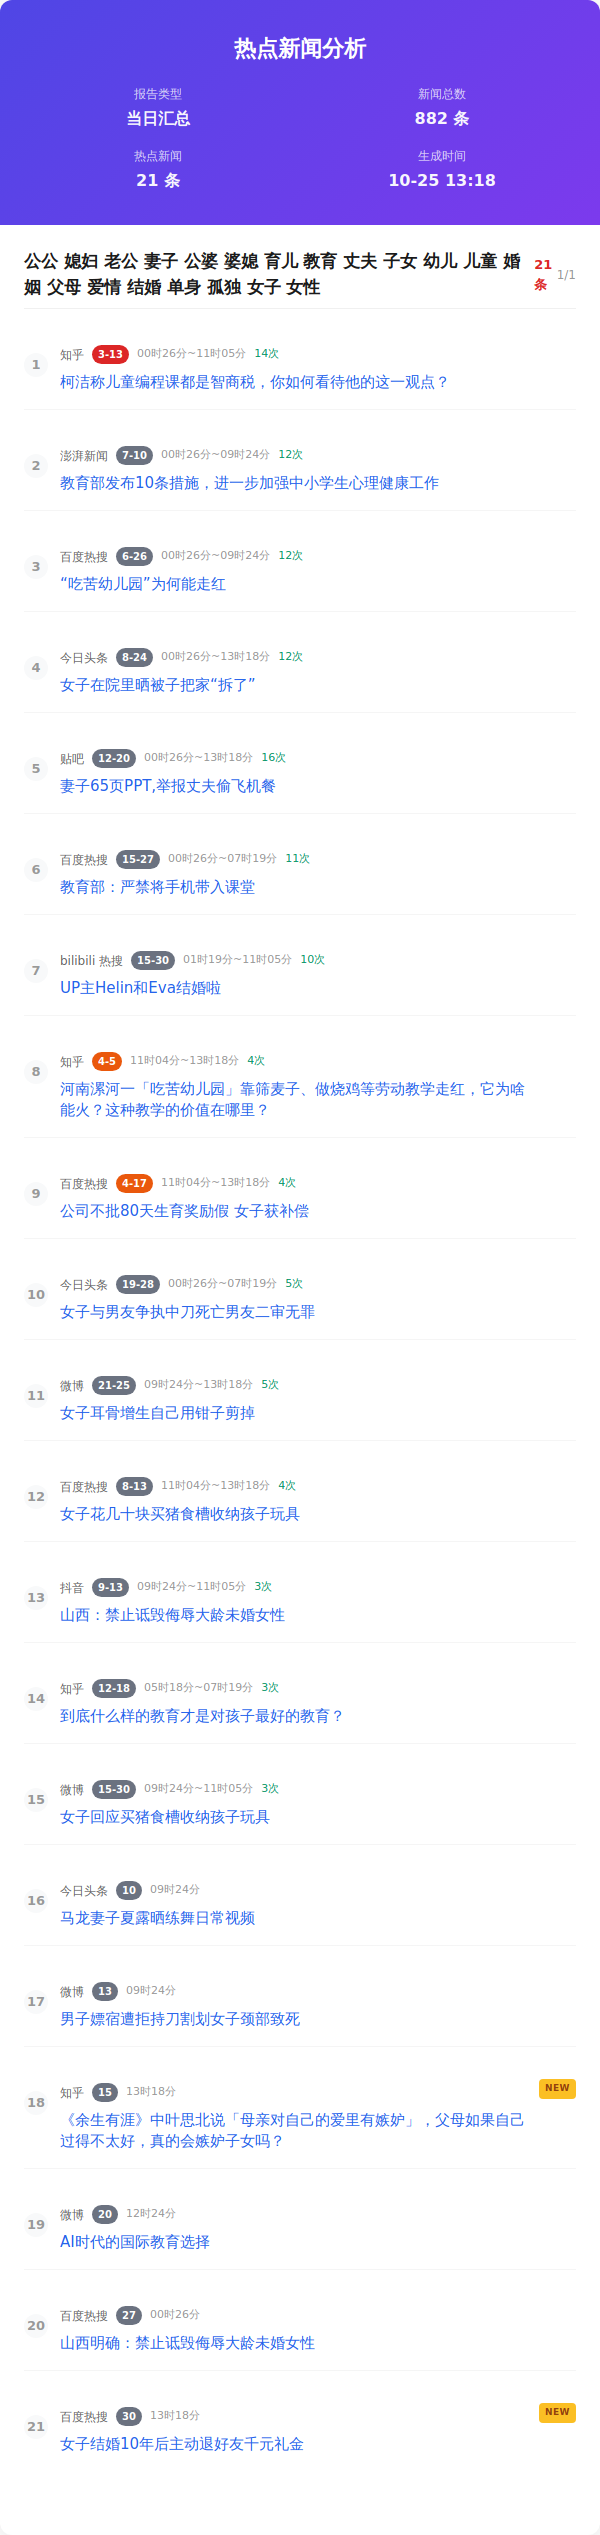 热点新闻分析
报告类型
当日汇总
新闻总数
882 条
热点新闻
21 条
生成时间
10-25 13:18
公公 媳妇 老公 妻子 公婆 婆媳 育儿 教育 丈夫 子女 幼儿 儿童 婚
姻 父母 爱情 结婚 单身 孤独 女子 女性
21
条
1/1
1
知乎 3-13 00时26分~11时05分 14次
柯洁称儿童编程课都是智商税，你如何看待他的这一观点？
2
澎湃新闻 7-10 00时26分~09时24分 12次
教育部发布10条措施，进一步加强中小学生心理健康工作
3
百度热搜 6-26 00时26分~09时24分 12次
“吃苦幼儿园”为何能走红
4
今日头条 8-24 00时26分~13时18分 12次
女子在院里晒被子把家“拆了”
5
贴吧 12-20 00时26分~13时18分 16次
妻子65页PPT,举报丈夫偷飞机餐
6
百度热搜 15-27 00时26分~07时19分 11次
教育部：严禁将手机带入课堂
7
bilibili 热搜 15-30 01时19分~11时05分 10次
UP主Helin和Eva结婚啦
8
知乎 4-5 11时04分~13时18分 4次
河南漯河一「吃苦幼儿园」靠筛麦子、做烧鸡等劳动教学走红，它为啥
能火？这种教学的价值在哪里？
9
百度热搜 4-17 11时04分~13时18分 4次
公司不批80天生育奖励假 女子获补偿
10
今日头条 19-28 00时26分~07时19分 5次
女子与男友争执中刀死亡男友二审无罪
11
微博 21-25 09时24分~13时18分 5次
女子耳骨增生自己用钳子剪掉
12
百度热搜 8-13 11时04分~13时18分 4次
女子花几十块买猪食槽收纳孩子玩具
13
抖音 9-13 09时24分~11时05分 3次
山西：禁止诋毁侮辱大龄未婚女性
14
知乎 12-18 05时18分~07时19分 3次
到底什么样的教育才是对孩子最好的教育？
15
微博 15-30 09时24分~11时05分 3次
女子回应买猪食槽收纳孩子玩具
16
今日头条 10 09时24分
马龙妻子夏露晒练舞日常视频
17
微博 13 09时24分
男子嫖宿遭拒持刀割划女子颈部致死
18
知乎 15 13时18分
NEW
《余生有涯》中叶思北说「母亲对自己的爱里有嫉妒」，父母如果自己
过得不太好，真的会嫉妒子女吗？
19
微博 20 12时24分
AI时代的国际教育选择
20
百度热搜 27 00时26分
山西明确：禁止诋毁侮辱大龄未婚女性
21
百度热搜 30 13时18分
NEW
女子结婚10年后主动退好友千元礼金